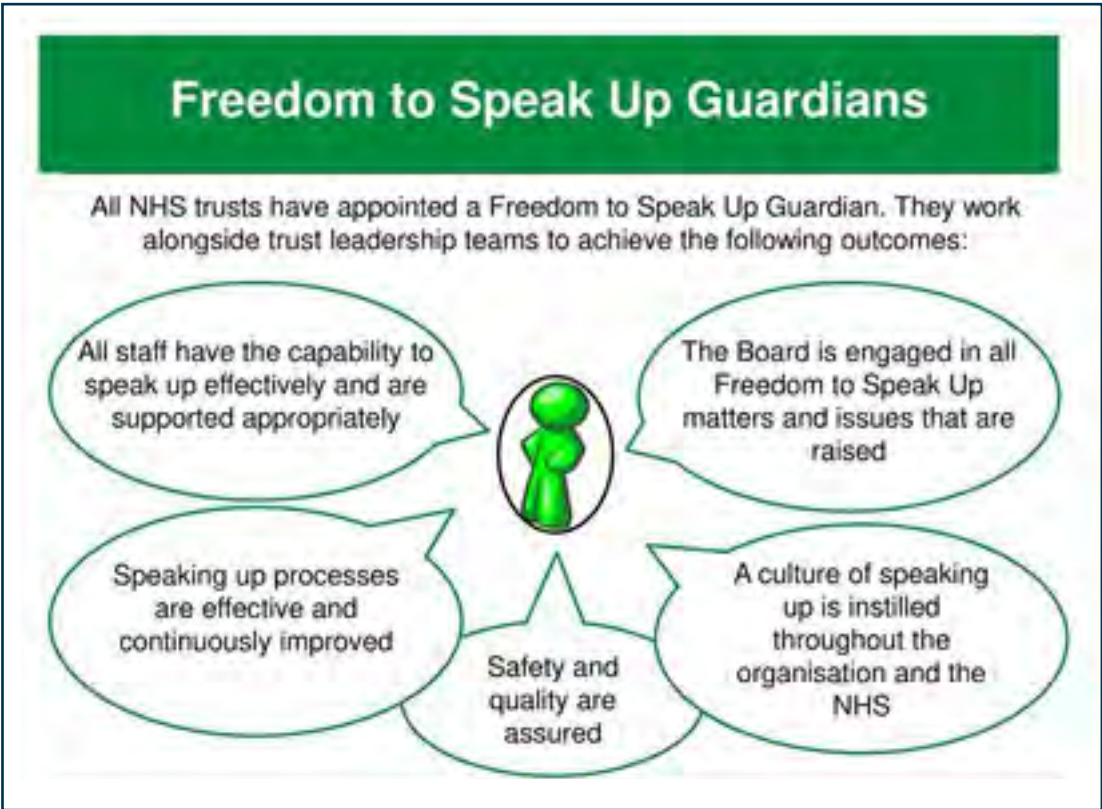 Freedom to Speak Up Guardians
All NHS trusts have appointed a Freedom to Speak Up Guardian. They work
alongside trust leadership teams to achieve the following outcomes:
All staff have the capability to
speak up effectively and are
supported appropriately
The Board is engaged in all
Freedom to Speak Up
matters and issues that are
raised
Speaking up processes
are effective and
continuously improved
Safety and
quality are
assured
A culture of speaking
up is instilled
throughout the
organisation and the
NHS